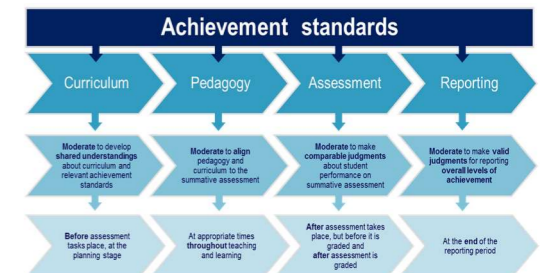 Achievement standards
Curriculum
Pedagogy
Assessment
Reporting
Moderate to develop
shared understandings
about curriculum and
relevant achievement
standards
Moderate to align
pedagogy and
curriculum to the
summative assessment
Moderate to make
comparable judgments
about student
performance on
summative assessment
Moderate to make valid
judgments for reporting
overall levels of
achievement
Before assessment
tasks place, at the
planning stage
At appropriate times
throughout teaching
and learning
After assessment takes
place, but before it is
graded and
after assessment is
graded
At the end of the
reporting period